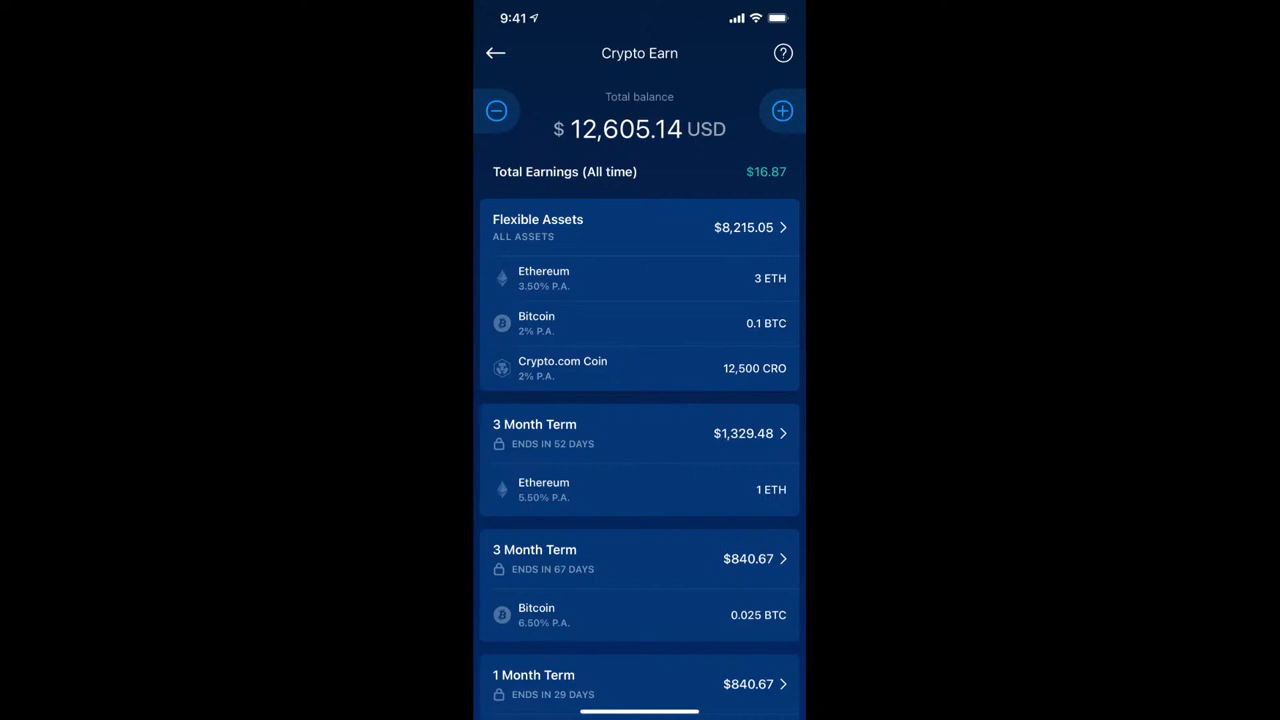 9:41
Crypto Earn
Total balance
$ 12,605.14 USD
Total Earnings (All time) $16.87
Flexible Assets
ALL ASSETS
$8,215.05
Ethereum
3.50% P.A.
3 ETH
Bitcoin
2% P.A.
0.1 BTC
Crypto.com Coin
2% P.A.
12,500 CRO
3 Month Term
ENDS IN 52 DAYS
$1,329.48
Ethereum
5.50% P.A.
1 ETH
3 Month Term
ENDS IN 67 DAYS
$840.67
Bitcoin
6.50% P.A.
0.025 BTC
1 Month Term
ENDS IN 29 DAYS
$840.67